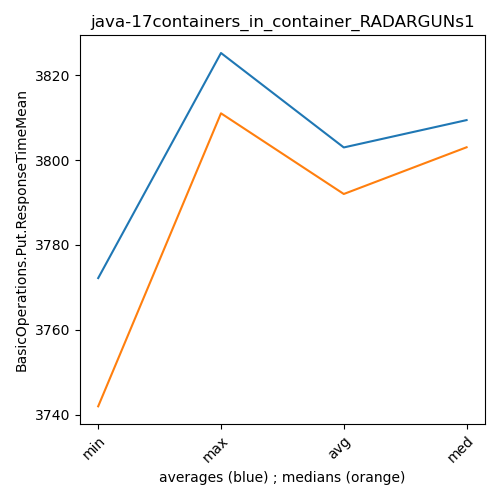 java-17containers_in_container_RADARGUNs1
BasicOperations.Put.ResponseTimeMean
3820
3800
3780
3760
3740
min
max
avg
med
averages (blue) ; medians (orange)